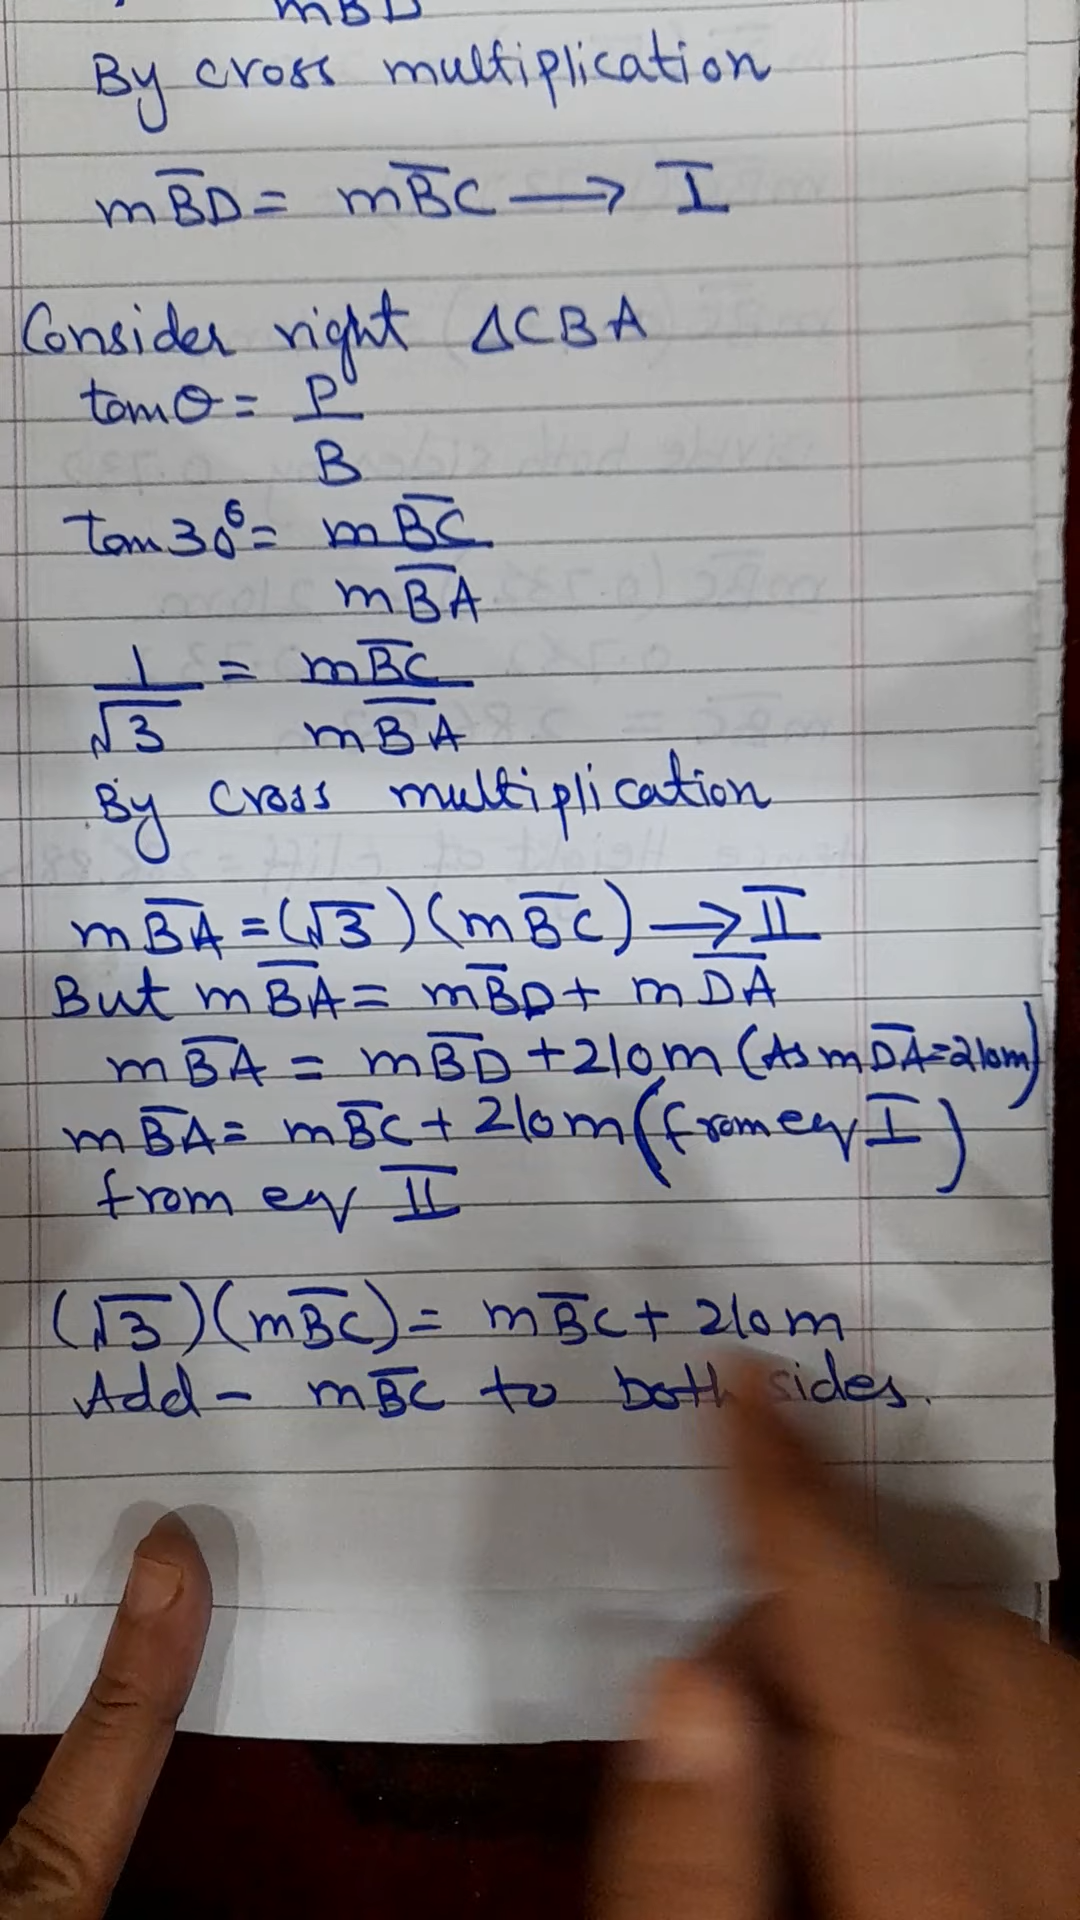 mBD
By cross multiplication
mB̅D̅ = mB̅C̅ → I
Consider right ΔCBA
tanθ = P
B
tan30° = mB̅C̅
mB̅A̅
1 = mB̅C̅
√3 mB̅A̅
By cross multiplication
mB̅A̅ = (√3)(mB̅C̅) → II
But mB̅A̅ = mB̅D̅ + mD̅A̅
mB̅A̅ = mB̅D̅ + 210m (As mD̅A̅=210m)
mB̅A̅ = mB̅C̅ + 210m (from eq I)
from eq II
(√3)(mB̅C̅) = mB̅C̅ + 210m
Add - mB̅C̅ to both sides.